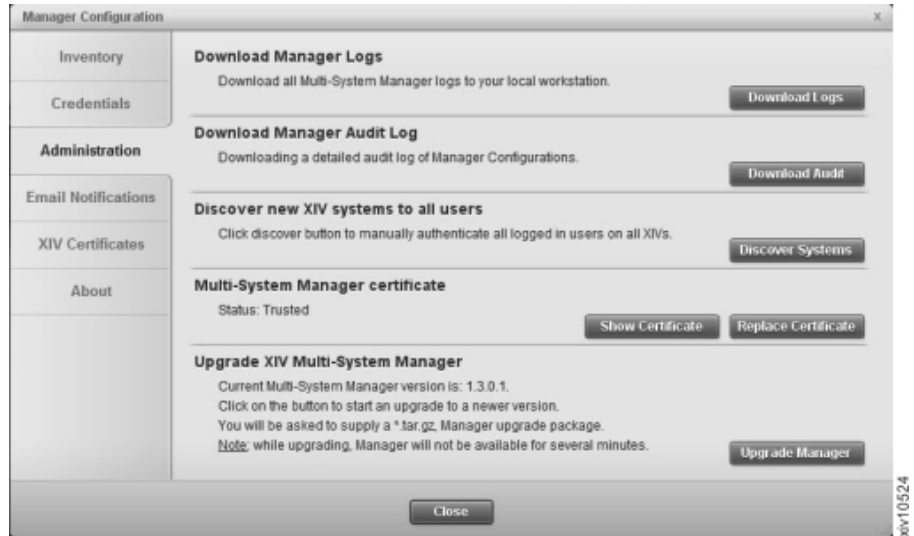 Manager Configuration
x
Inventory
Credentials
Administration
Email Notifications
XIV Certificates
About
Download Manager Logs
Download all Multi-System Manager logs to your local workstation.
Download Logs
Download Manager Audit Log
Downloading a detailed audit log of Manager Configurations.
Download Audit
Discover new XIV systems to all users
Click discover button to manually authenticate all logged in users on all XIVs.
Discover Systems
Multi-System Manager certificate
Status: Trusted
Show Certificate
Replace Certificate
Upgrade XIV Multi-System Manager
Current Multi-System Manager version is: 1.3.0.1.
Click on the button to start an upgrade to a newer version.
You will be asked to supply a *.tar.gz, Manager upgrade package.
Note: while upgrading, Manager will not be available for several minutes.
Upgrade Manager
Close
xiv10524